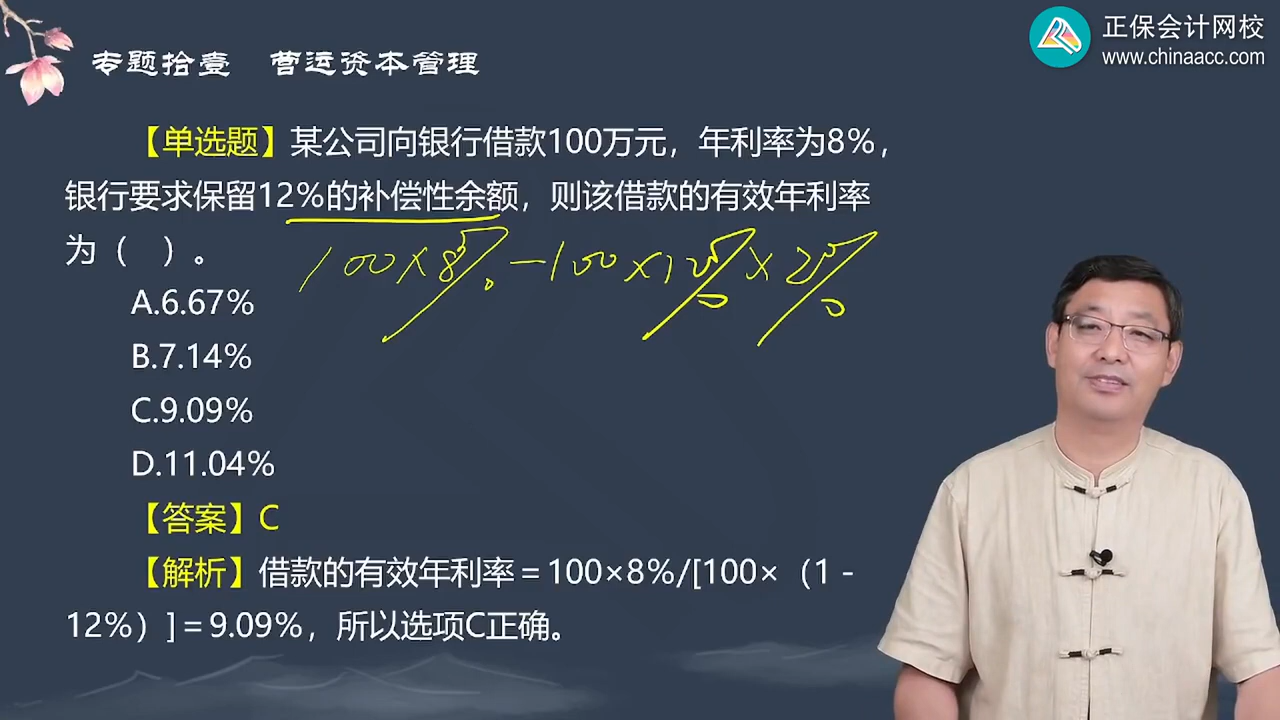 正保会计网校
www.chinaacc.com
专题拾壹 营运资本管理
【单选题】某公司向银行借款100万元，年利率为8%，
银行要求保留12%的补偿性余额，则该借款的有效年利率
为（ ）。
100×8%-100×12%×2%
A.6.67%
B.7.14%
C.9.09%
D.11.04%
【答案】C
【解析】借款的有效年利率＝100×8%/[100×（1－
12%）]＝9.09%，所以选项C正确。